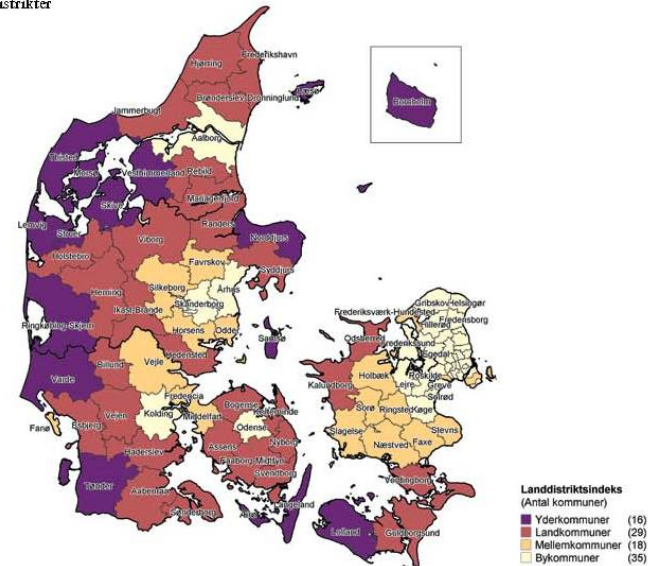 Frederikshavn
Hjørring
Brønderslev-Dronninglund
Læsø
Jammerbugt
Bornholm
Aalborg
Thisted
Morsø
Vesthimmerland
Rebild
Mariagerfjord
Skive
Lemvig
Struer
Randers
Norddjurs
Viborg
Holstebro
Favrskov
Syddjurs
Silkeborg
Århus
Herning
Skanderborg
Ikast-Brande
Ringkøbing-Skjern
Horsens
Odder
Samsø
Hedensted
Vejle
Billund
Varde
Fredericia
Kolding
Middelfart
Vejen
Esbjerg
Fanø
Bogense
Kerteminde
Odense
Nyborg
Assens
Faaborg-Midtfyn
Svendborg
Haderslev
Tønder
Aabenraa
Sønderborg
Langeland
Ærø
Gribskov
Helsingør
Frederiksværk-Hundested
Fredensborg
Hillerød
Odsherred
Frederikssund
Egedal
Holbæk
Roskilde
Kalundborg
Lejre
Greve
Solrød
Sorø
Ringsted
Køge
Slagelse
Stevns
Næstved
Faxe
Vordingborg
Lolland
Guldborgsund
Landdistriktsindeks
(Antal kommuner)
Yderkommuner (16)
Landkommuner (29)
Mellemkommuner (18)
Bykommuner (35)